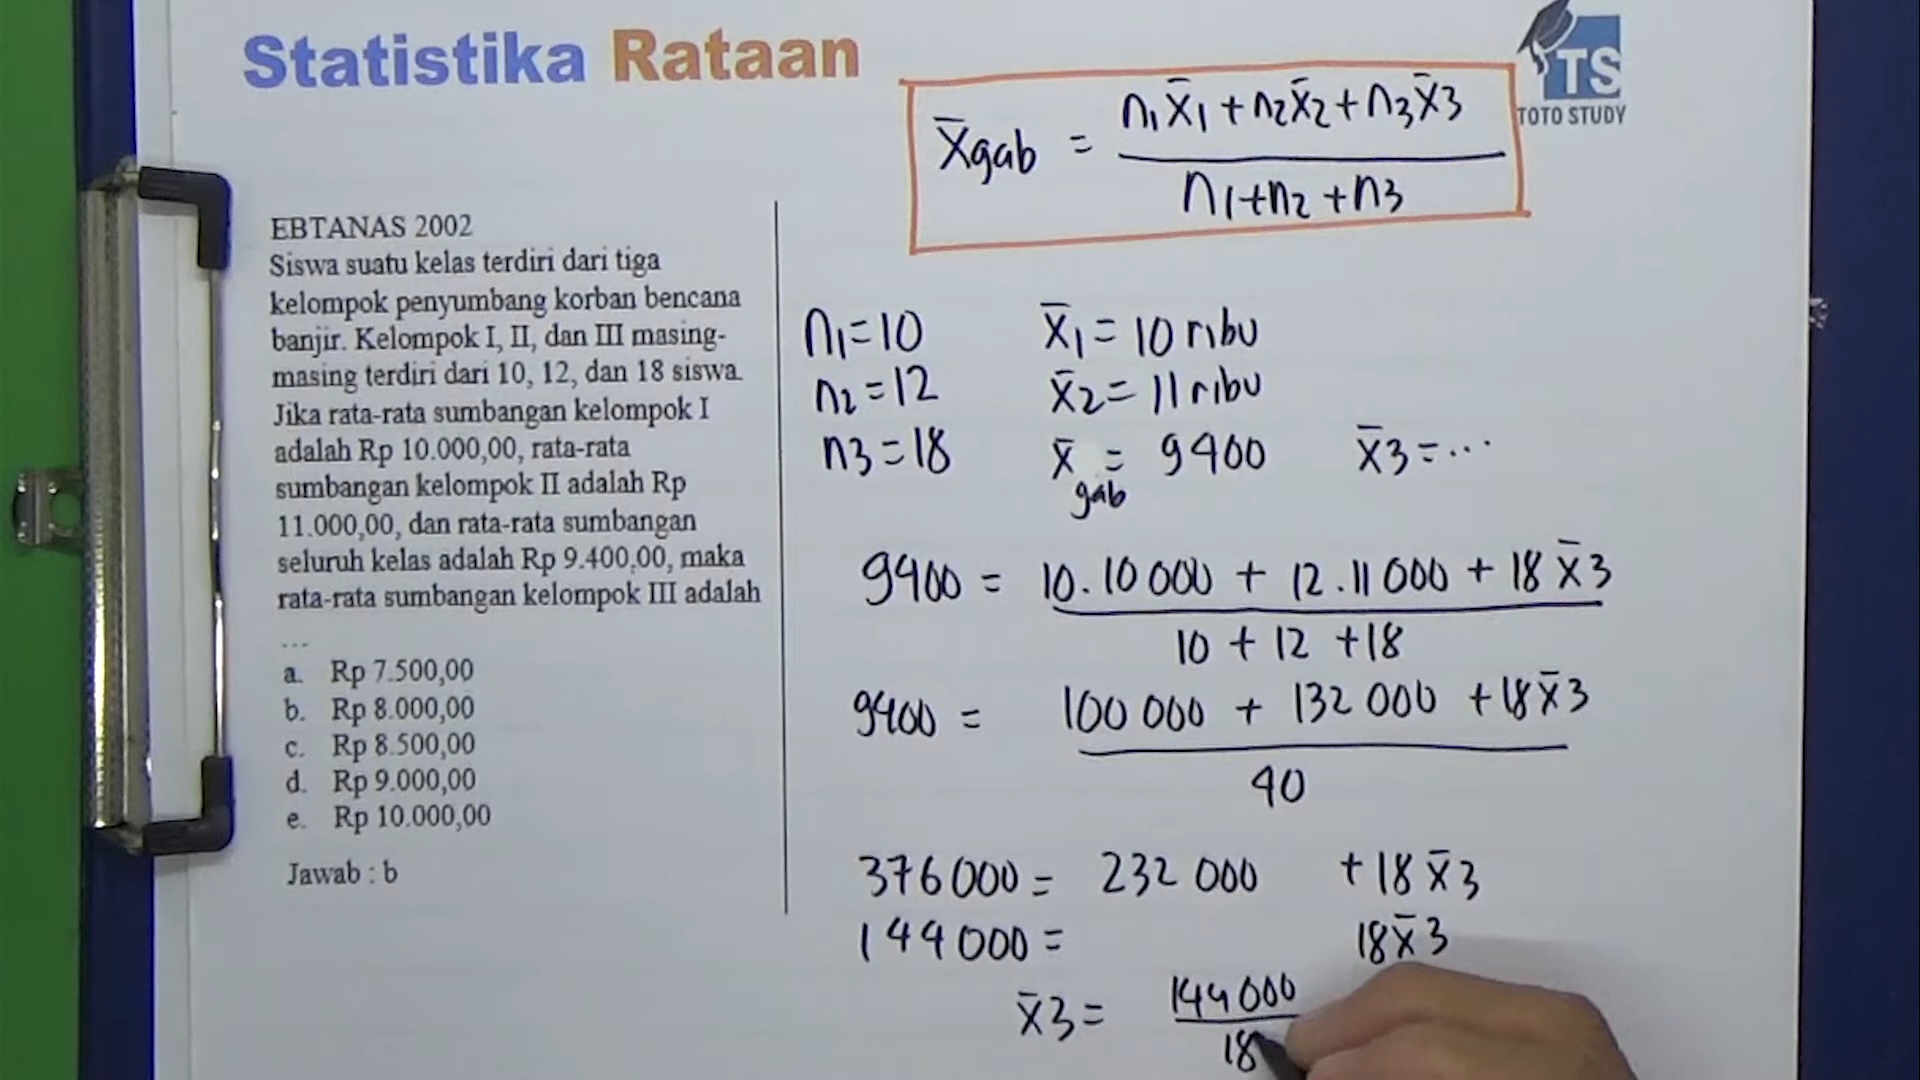 Statistika Rataan
TS
TOTO STUDY
x̄gab = (n1x̄1 + n2x̄2 + n3x̄3) / (n1+n2+n3)
EBTANAS 2002
Siswa suatu kelas terdiri dari tiga
kelompok penyumbang korban bencana
banjir. Kelompok I, II, dan III masing-
masing terdiri dari 10, 12, dan 18 siswa.
Jika rata-rata sumbangan kelompok I
adalah Rp 10.000,00, rata-rata
sumbangan kelompok II adalah Rp
11.000,00, dan rata-rata sumbangan
seluruh kelas adalah Rp 9.400,00, maka
rata-rata sumbangan kelompok III adalah
...
a. Rp 7.500,00
b. Rp 8.000,00
c. Rp 8.500,00
d. Rp 9.000,00
e. Rp 10.000,00
Jawab : b
n1=10 x̄1 = 10 ribu
n2=12 x̄2 = 11 ribu
n3=18 x̄gab = 9400 x̄3 = ...
9400 = 10.10 000 + 12.11 000 + 18 x̄3
10 + 12 + 18
9400 = 100 000 + 132 000 + 18x̄3
40
376 000 = 232 000 + 18 x̄3
144 000 = 18x̄3
x̄3 = 144 000
18